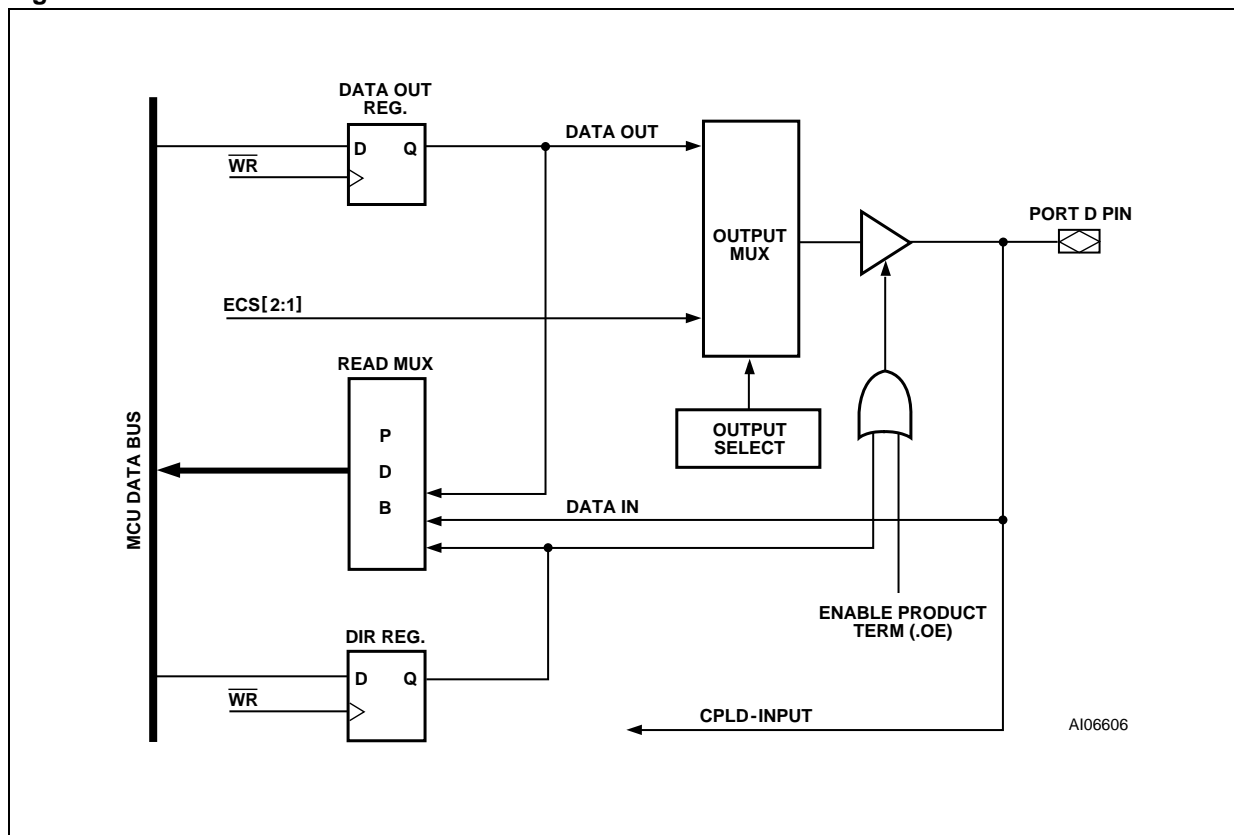 DATA OUT
REG.
D Q
WR
DATA OUT
OUTPUT
MUX
PORT D PIN
ECS[2:1]
READ MUX
P
D
B
OUTPUT
SELECT
MCU DATA BUS
DATA IN
ENABLE PRODUCT
TERM (.OE)
DIR REG.
D Q
WR
CPLD-INPUT
AI06606